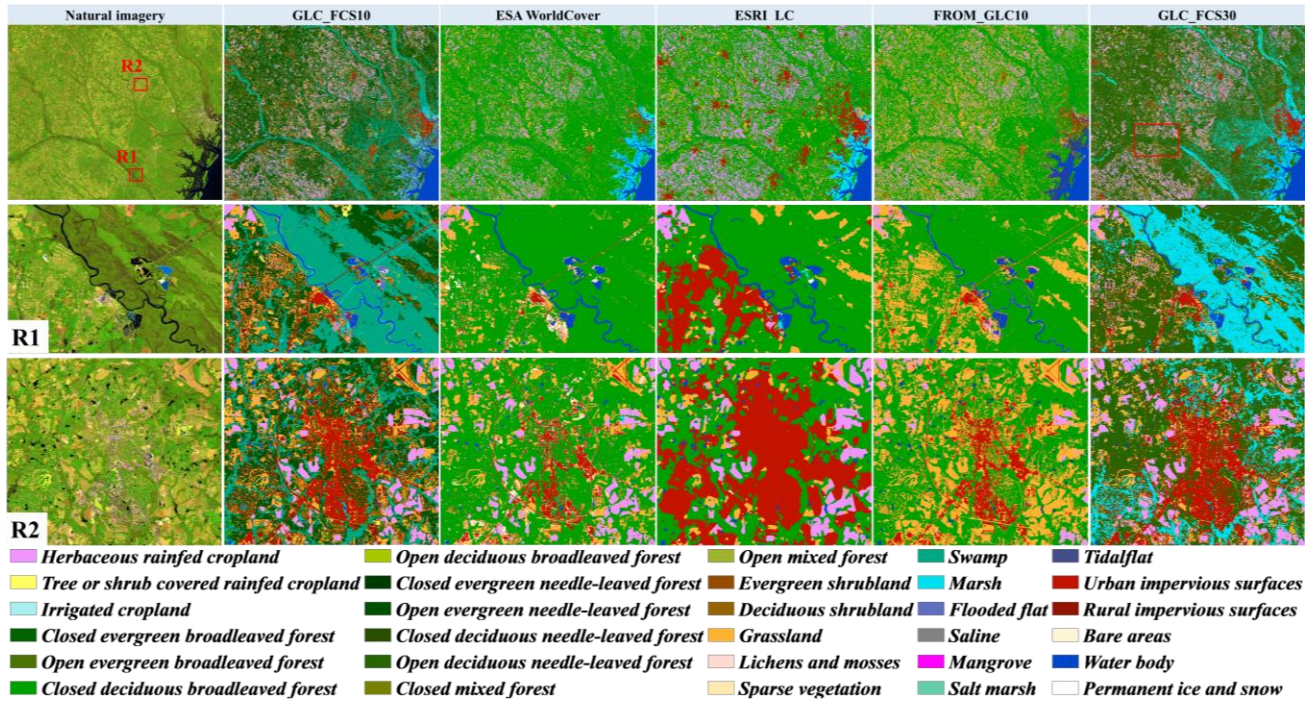 Natural imagery GLC_FCS10 ESA WorldCover ESRI LC FROM_GLC10 GLC_FCS30
R2
R1
R1
R2
Herbaceous rainfed cropland Open deciduous broadleaved forest Open mixed forest Swamp Tidalflat
Tree or shrub covered rainfed cropland Closed evergreen needle-leaved forest Evergreen shrubland Marsh Urban impervious surfaces
Irrigated cropland Open evergreen needle-leaved forest Deciduous shrubland Flooded flat Rural impervious surfaces
Closed evergreen broadleaved forest Closed deciduous needle-leaved forest Grassland Saline Bare areas
Open evergreen broadleaved forest Open deciduous needle-leaved forest Lichens and mosses Mangrove Water body
Closed deciduous broadleaved forest Closed mixed forest Sparse vegetation Salt marsh Permanent ice and snow